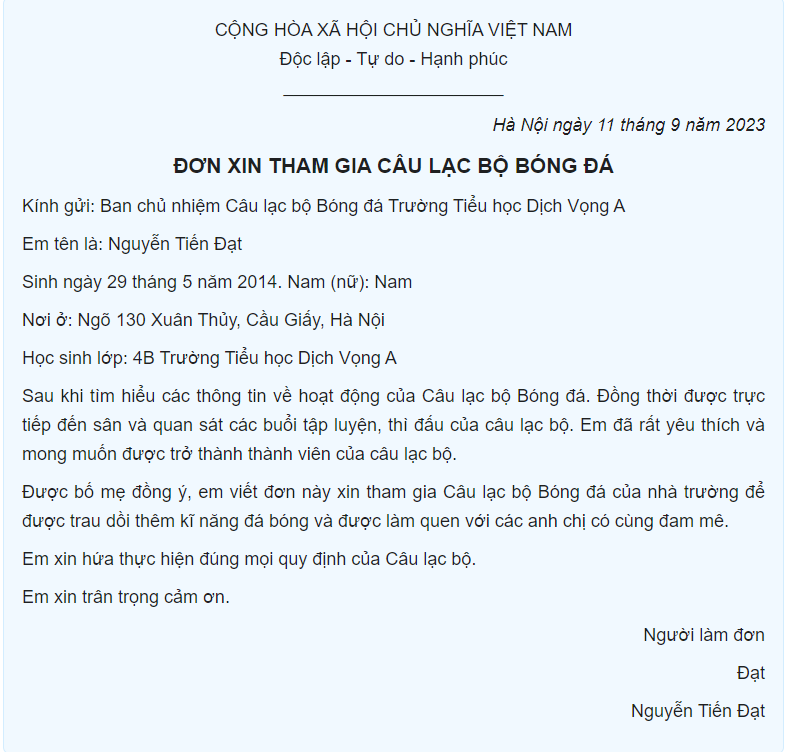 CỘNG HÒA XÃ HỘI CHỦ NGHĨA VIỆT NAM
Độc lập - Tự do - Hạnh phúc
Hà Nội ngày 11 tháng 9 năm 2023
ĐƠN XIN THAM GIA CÂU LẠC BỘ BÓNG ĐÁ
Kính gửi: Ban chủ nhiệm Câu lạc bộ Bóng đá Trường Tiểu học Dịch Vọng A
Em tên là: Nguyễn Tiến Đạt
Sinh ngày 29 tháng 5 năm 2014. Nam (nữ): Nam
Nơi ở: Ngõ 130 Xuân Thủy, Cầu Giấy, Hà Nội
Học sinh lớp: 4B Trường Tiểu học Dịch Vọng A
Sau khi tìm hiểu các thông tin về hoạt động của Câu lạc bộ Bóng đá. Đồng thời được trực
tiếp đến sân và quan sát các buổi tập luyện, thi đấu của câu lạc bộ. Em đã rất yêu thích và
mong muốn được trở thành thành viên của câu lạc bộ.
Được bố mẹ đồng ý, em viết đơn này xin tham gia Câu lạc bộ Bóng đá của nhà trường để
được trau dồi thêm kĩ năng đá bóng và được làm quen với các anh chị có cùng đam mê.
Em xin hứa thực hiện đúng mọi quy định của Câu lạc bộ.
Em xin trân trọng cảm ơn.
Người làm đơn
Đạt
Nguyễn Tiến Đạt